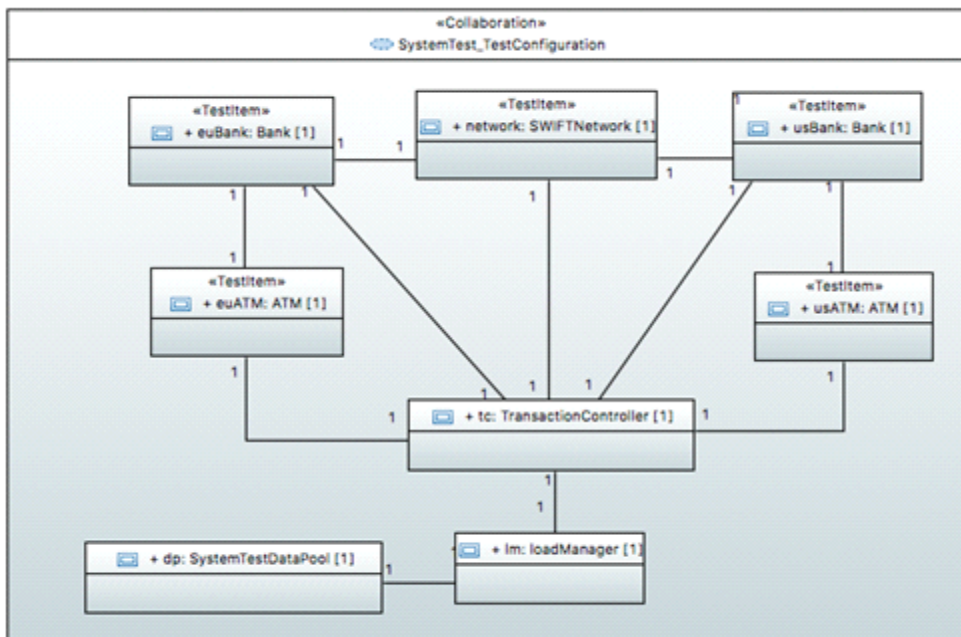 «Collaboration»
SystemTest_TestConfiguration
«TestItem»
+ euBank: Bank [1]
«TestItem»
+ network: SWIFTNetwork [1]
1
«TestItem»
+ usBank: Bank [1]
1
1
1
1
1
1
1
1
1
1
1
«TestItem»
+ euATM: ATM [1]
«TestItem»
+ usATM: ATM [1]
1
1
1
1
1
1
1
+ tc: TransactionController [1]
1
1
1
+ lm: loadManager [1]
+ dp: SystemTestDataPool [1]
1